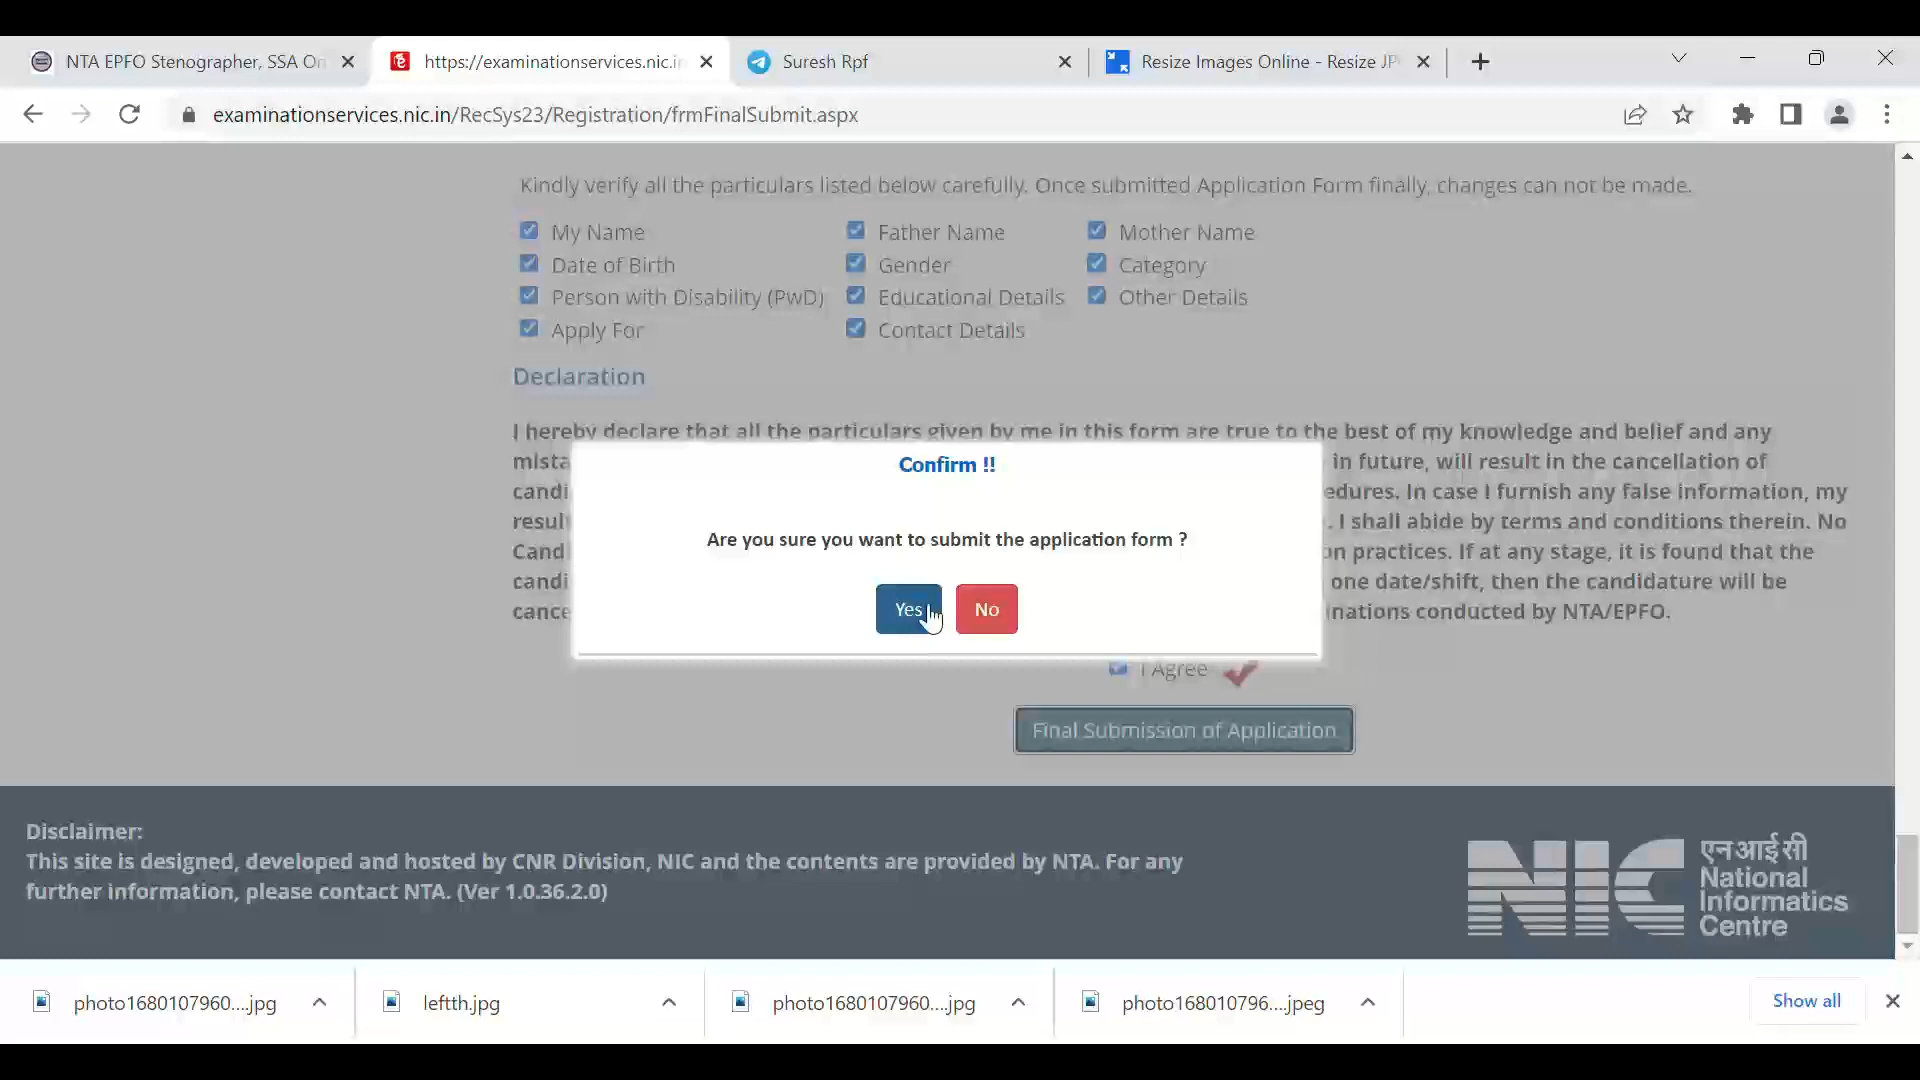 NTA EPFO Stenographer, SSA On
https://examinationservices.nic.in
Suresh Rpf
Resize Images Online - Resize JP
examinationservices.nic.in/RecSys23/Registration/frmFinalSubmit.aspx
Kindly verify all the particulars listed below carefully. Once submitted Application Form finally, changes can not be made.
My Name Father Name Mother Name
Date of Birth Gender Category
Person with Disability (PwD) Educational Details Other Details
Apply For Contact Details
Declaration
I hereby declare that all the particulars given by me in this form are true to the best of my knowledge and belief and any
mista in future, will result in the cancellation of
candi edures. In case I furnish any false information, my
resul . I shall abide by terms and conditions therein. No
Cand on practices. If at any stage, it is found that the
candi one date/shift, then the candidature will be
cance nations conducted by NTA/EPFO.
Confirm !!
Are you sure you want to submit the application form ?
Yes No
I Agree
Final Submission of Application
Disclaimer:
This site is designed, developed and hosted by CNR Division, NIC and the contents are provided by NTA. For any
further information, please contact NTA. (Ver 1.0.36.2.0)
NIC
एन आई सी
National
Informatics
Centre
photo1680107960....jpg
leftth.jpg
photo1680107960....jpg
photo168010796....jpeg
Show all